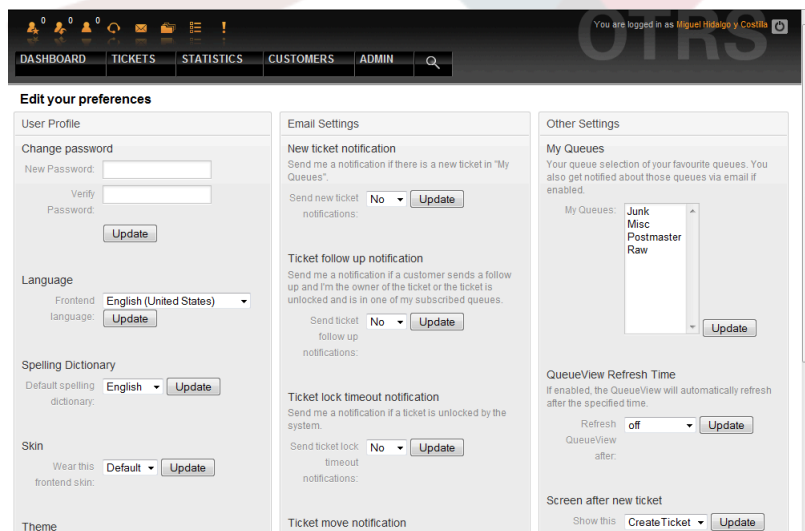 0 0 0
You are logged in as Miguel Hidalgo y Costilla
OTRS
DASHBOARD TICKETS STATISTICS CUSTOMERS ADMIN
Edit your preferences
User Profile
Change password
New Password:
Verify
Password:
Update
Language
Frontend English (United States)
language: Update
Spelling Dictionary
Default spelling English Update
dictionary:
Skin
Wear this Default Update
frontend skin:
Theme
Email Settings
New ticket notification
Send me a notification if there is a new ticket in "My
Queues".
Send new ticket No Update
notifications:
Ticket follow up notification
Send me a notification if a customer sends a follow
up and I'm the owner of the ticket or the ticket is
unlocked and is in one of my subscribed queues.
Send ticket No Update
follow up
notifications:
Ticket lock timeout notification
Send me a notification if a ticket is unlocked by the
system.
Send ticket lock No Update
timeout
notifications:
Ticket move notification
Other Settings
My Queues
Your queue selection of your favourite queues. You
also get notified about those queues via email if
enabled.
My Queues: Junk
Misc
Postmaster
Raw
Update
QueueView Refresh Time
If enabled, the QueueView will automatically refresh
after the specified time.
Refresh off Update
QueueView
after:
Screen after new ticket
Show this CreateTicket Update